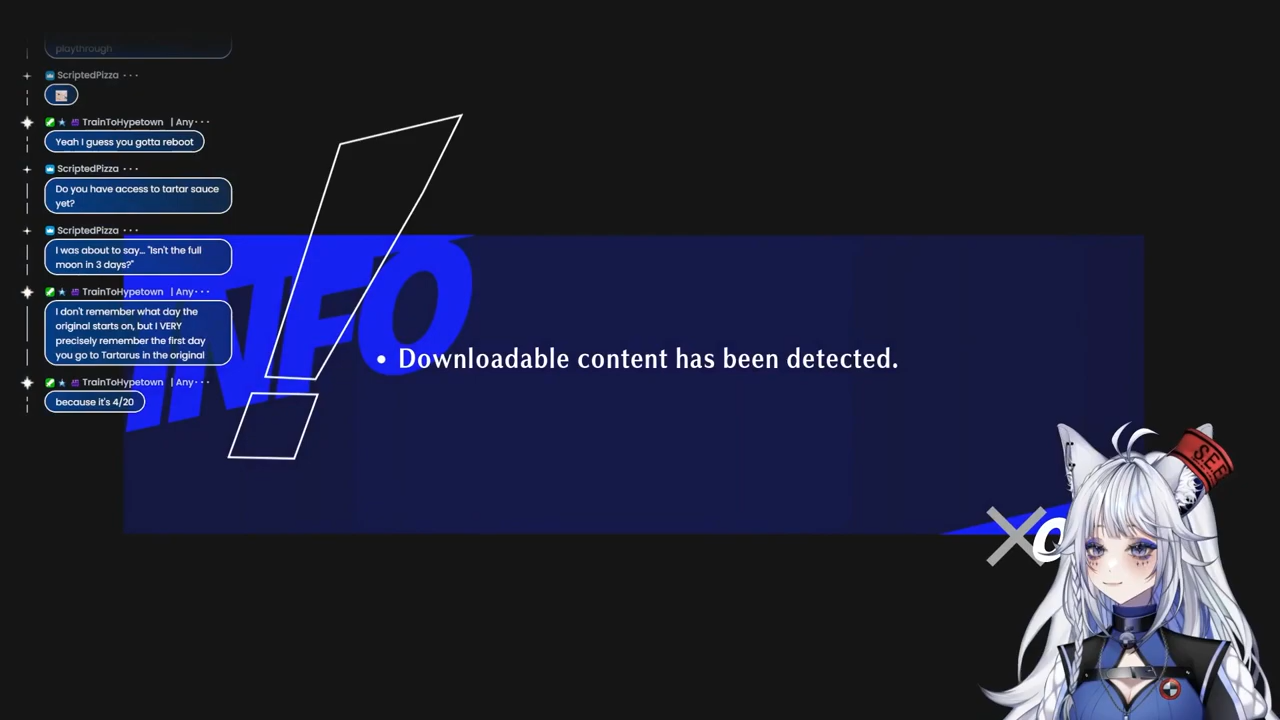 playthrough
ScriptedPizza ···
TrainToHypetown | Any···
Yeah I guess you gotta reboot
ScriptedPizza ···
Do you have access to tartar sauce
yet?
ScriptedPizza ···
I was about to say... "Isn't the full
moon in 3 days?"
TrainToHypetown | Any···
I don't remember what day the
original starts on, but I VERY
precisely remember the first day
you go to Tartarus in the original
TrainToHypetown | Any···
because it's 4/20
INFO
• Downloadable content has been detected.
S.E.E.